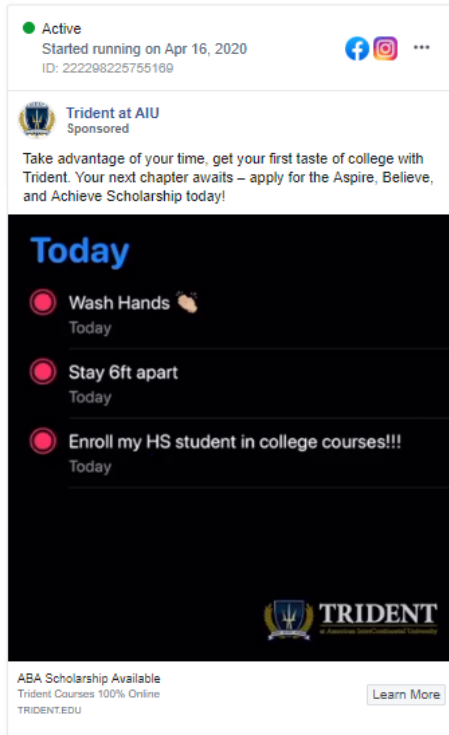 Active
Started running on Apr 16, 2020
ID: 222298225755169
Trident at AIU
Sponsored
Take advantage of your time, get your first taste of college with
Trident. Your next chapter awaits – apply for the Aspire, Believe,
and Achieve Scholarship today!
Today
Wash Hands 👏🏼
Today
Stay 6ft apart
Today
Enroll my HS student in college courses!!!
Today
TRIDENT
at American InterContinental University
ABA Scholarship Available
Trident Courses 100% Online
TRIDENT.EDU
Learn More